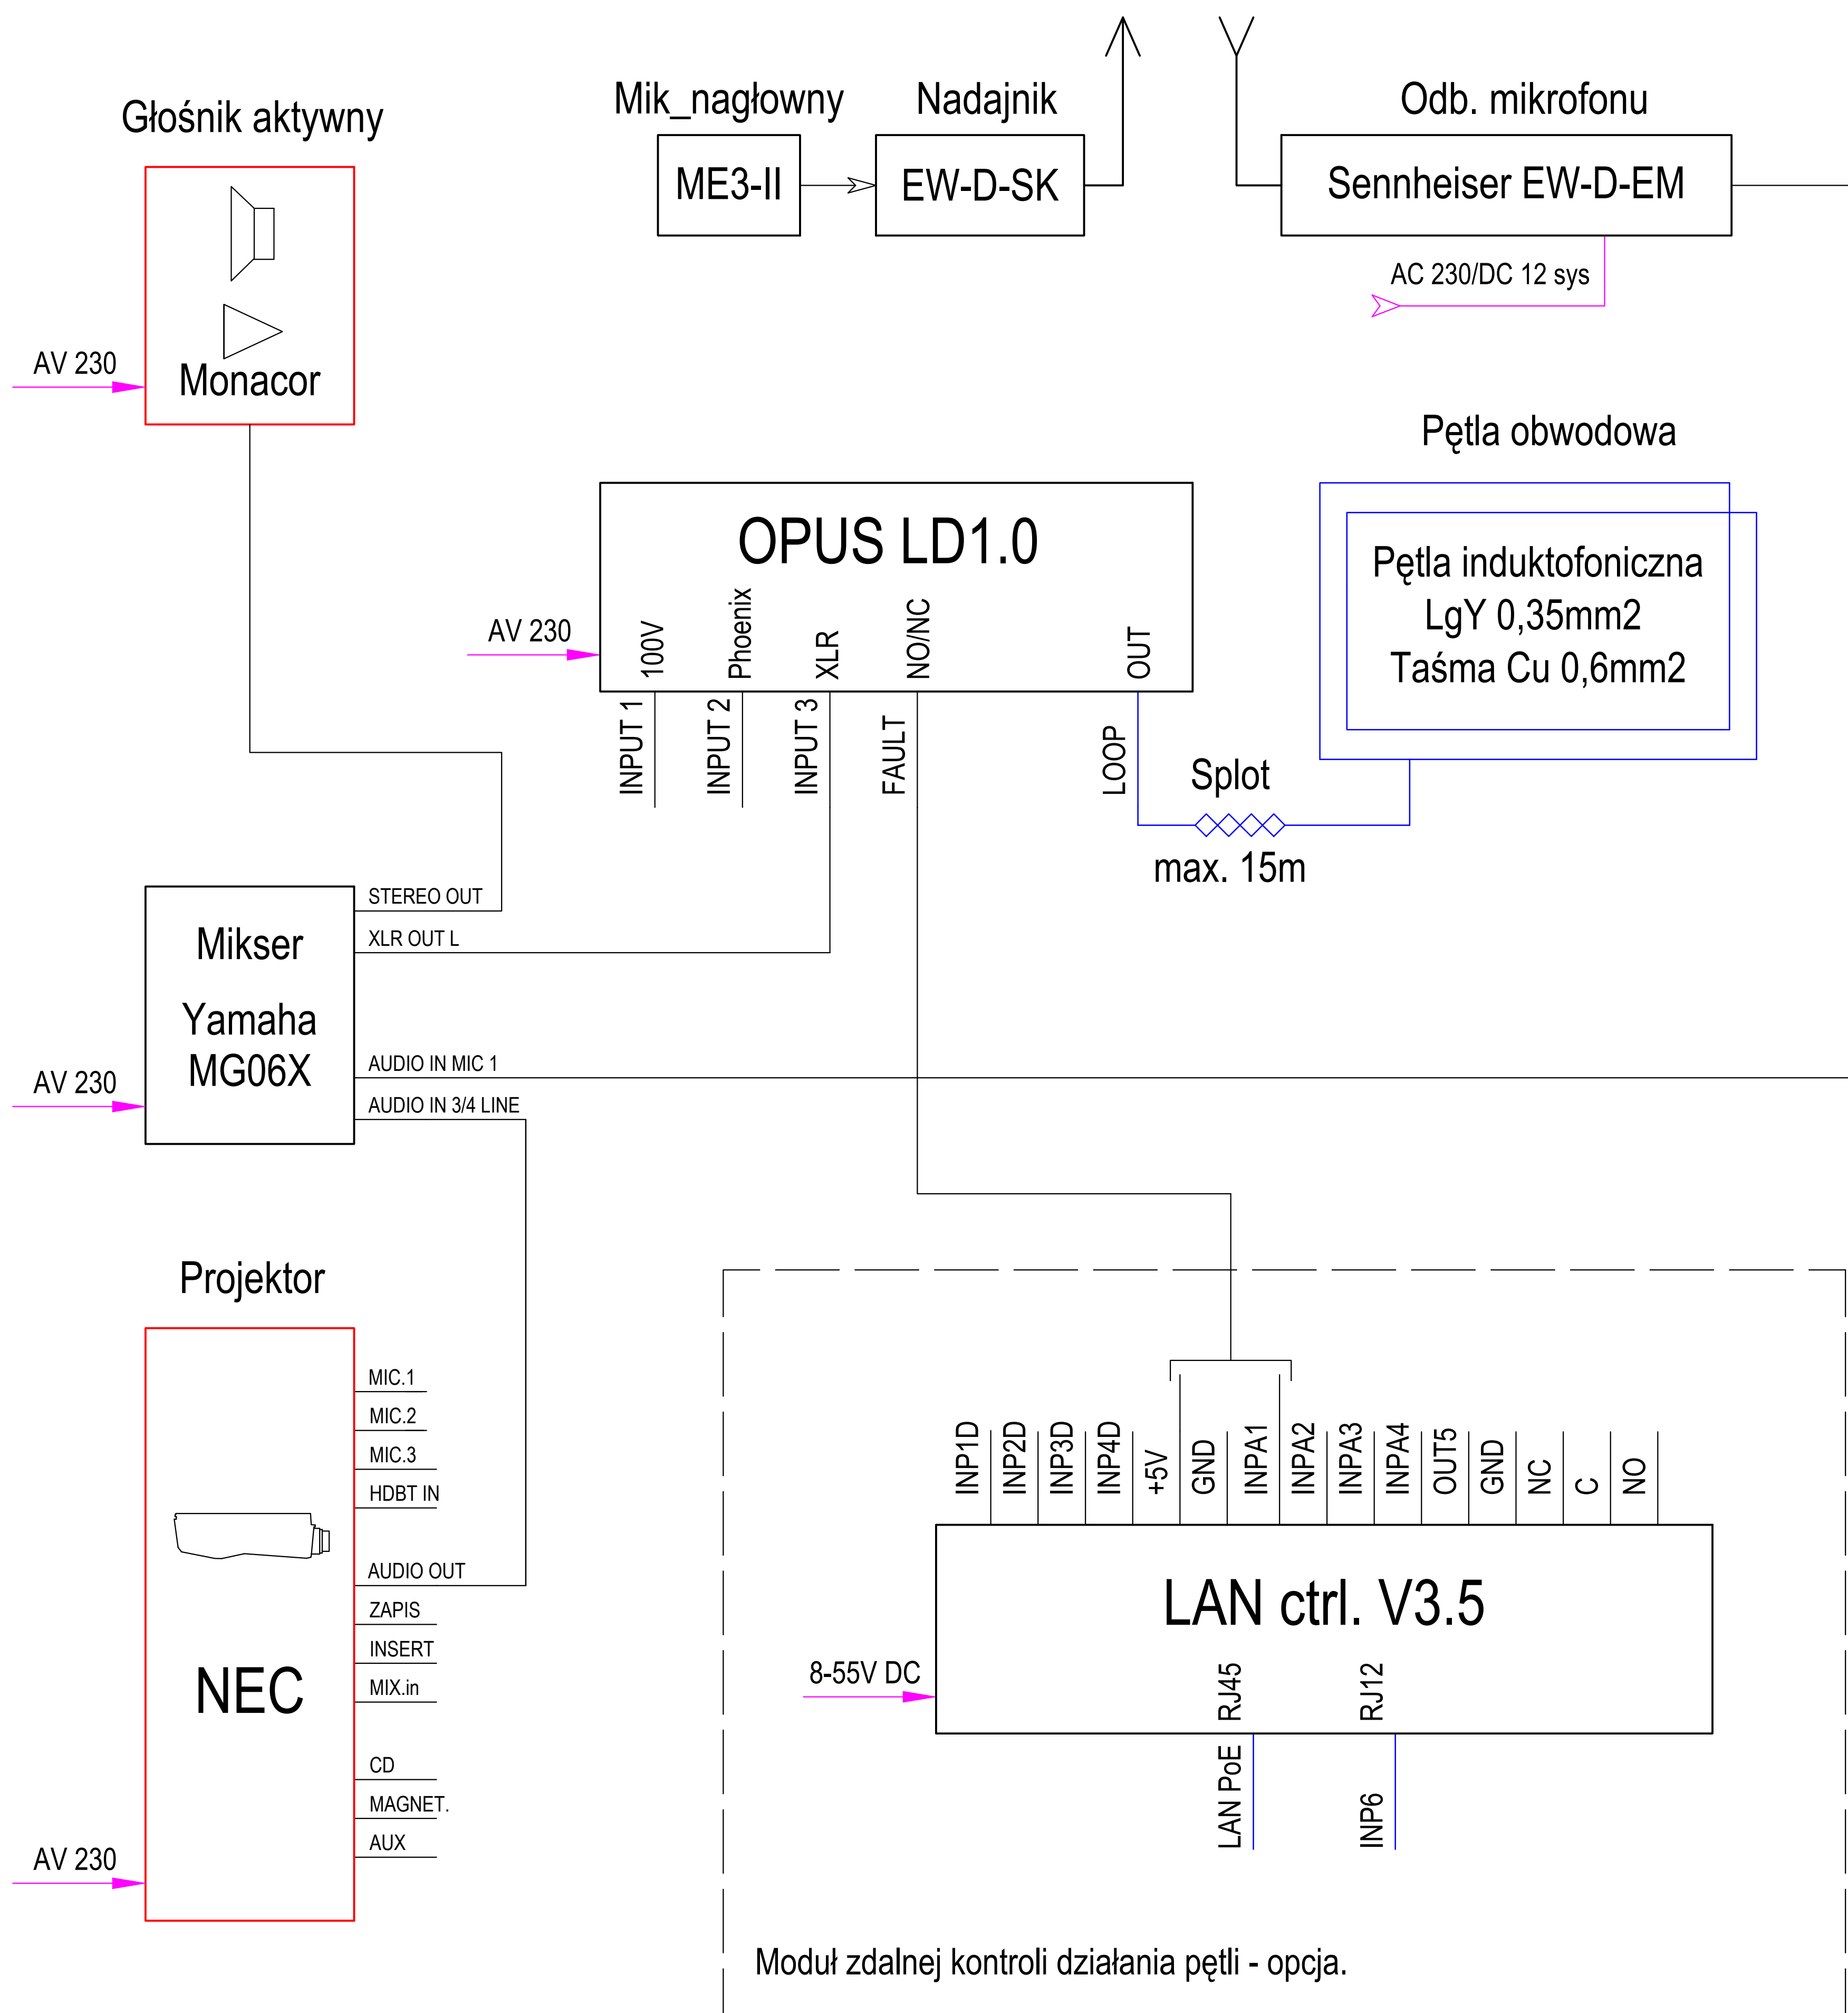 Głośnik aktywny
Monacor
AV 230
Mik_nagłowny
ME3-II
Nadajnik
EW-D-SK
Odb. mikrofonu
Sennheiser EW-D-EM
AC 230/DC 12 sys
Pętla obwodowa
Pętla induktofoniczna
LgY 0,35mm2
Taśma Cu 0,6mm2
OPUS LD1.0
AV 230
100V
Phoenix
XLR
NO/NC
OUT
INPUT 1
INPUT 2
INPUT 3
FAULT
LOOP
Splot
max. 15m
Mikser
Yamaha
MG06X
AV 230
STEREO OUT
XLR OUT L
AUDIO IN MIC 1
AUDIO IN 3/4 LINE
Projektor
NEC
AV 230
MIC.1
MIC.2
MIC.3
HDBT IN
AUDIO OUT
ZAPIS
INSERT
MIX.in
CD
MAGNET.
AUX
INP1D
INP2D
INP3D
INP4D
+5V
GND
INPA1
INPA2
INPA3
INPA4
OUT5
GND
NC
C
NO
LAN ctrl. V3.5
8-55V DC
RJ45
RJ12
LAN PoE
INP6
Moduł zdalnej kontroli działania pętli - opcja.